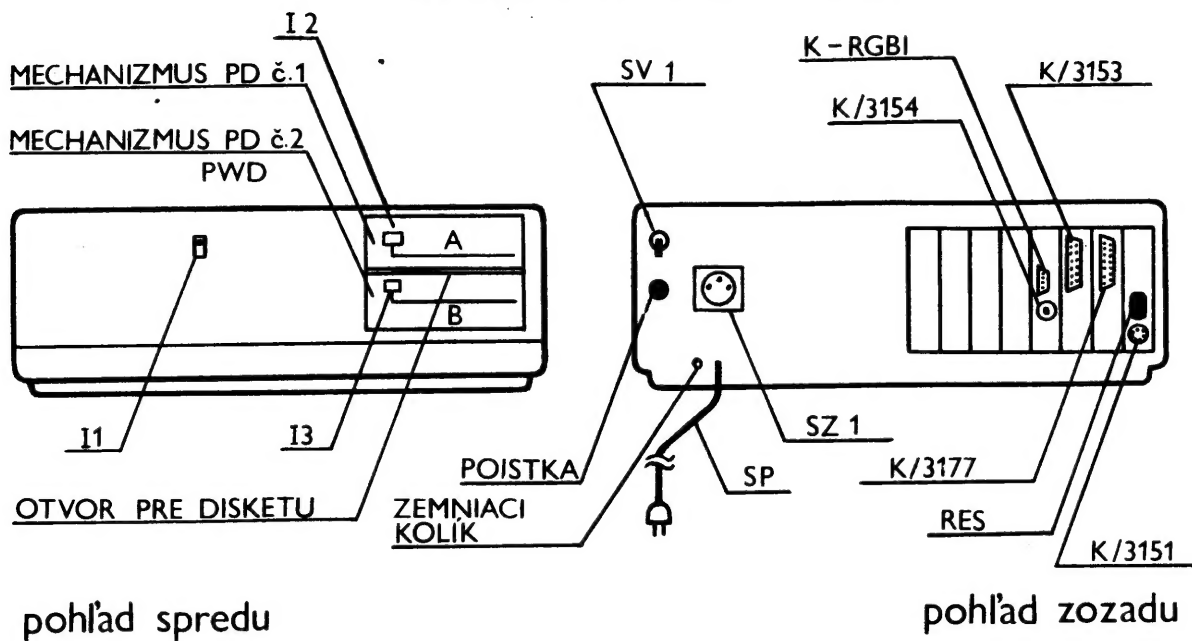 I 2
MECHANIZMUS PD č.1
MECHANIZMUS PD č.2
PWD
A
B
I1
I3
OTVOR PRE DISKETU
pohľad spredu
SV 1
K-RGBI
K/3154
K/3153
POISTKA
ZEMNIACI
KOLÍK
SP
SZ 1
K/3177
RES
K/3151
pohľad zozadu